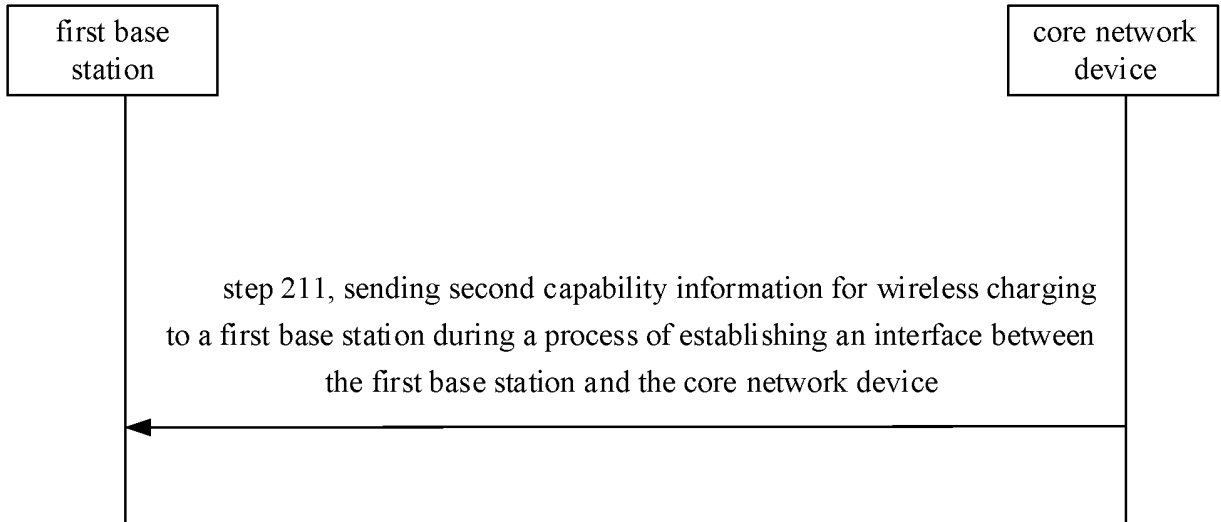 first base
station
core network
device
step 211, sending second capability information for wireless charging
to a first base station during a process of establishing an interface between
the first base station and the core network device